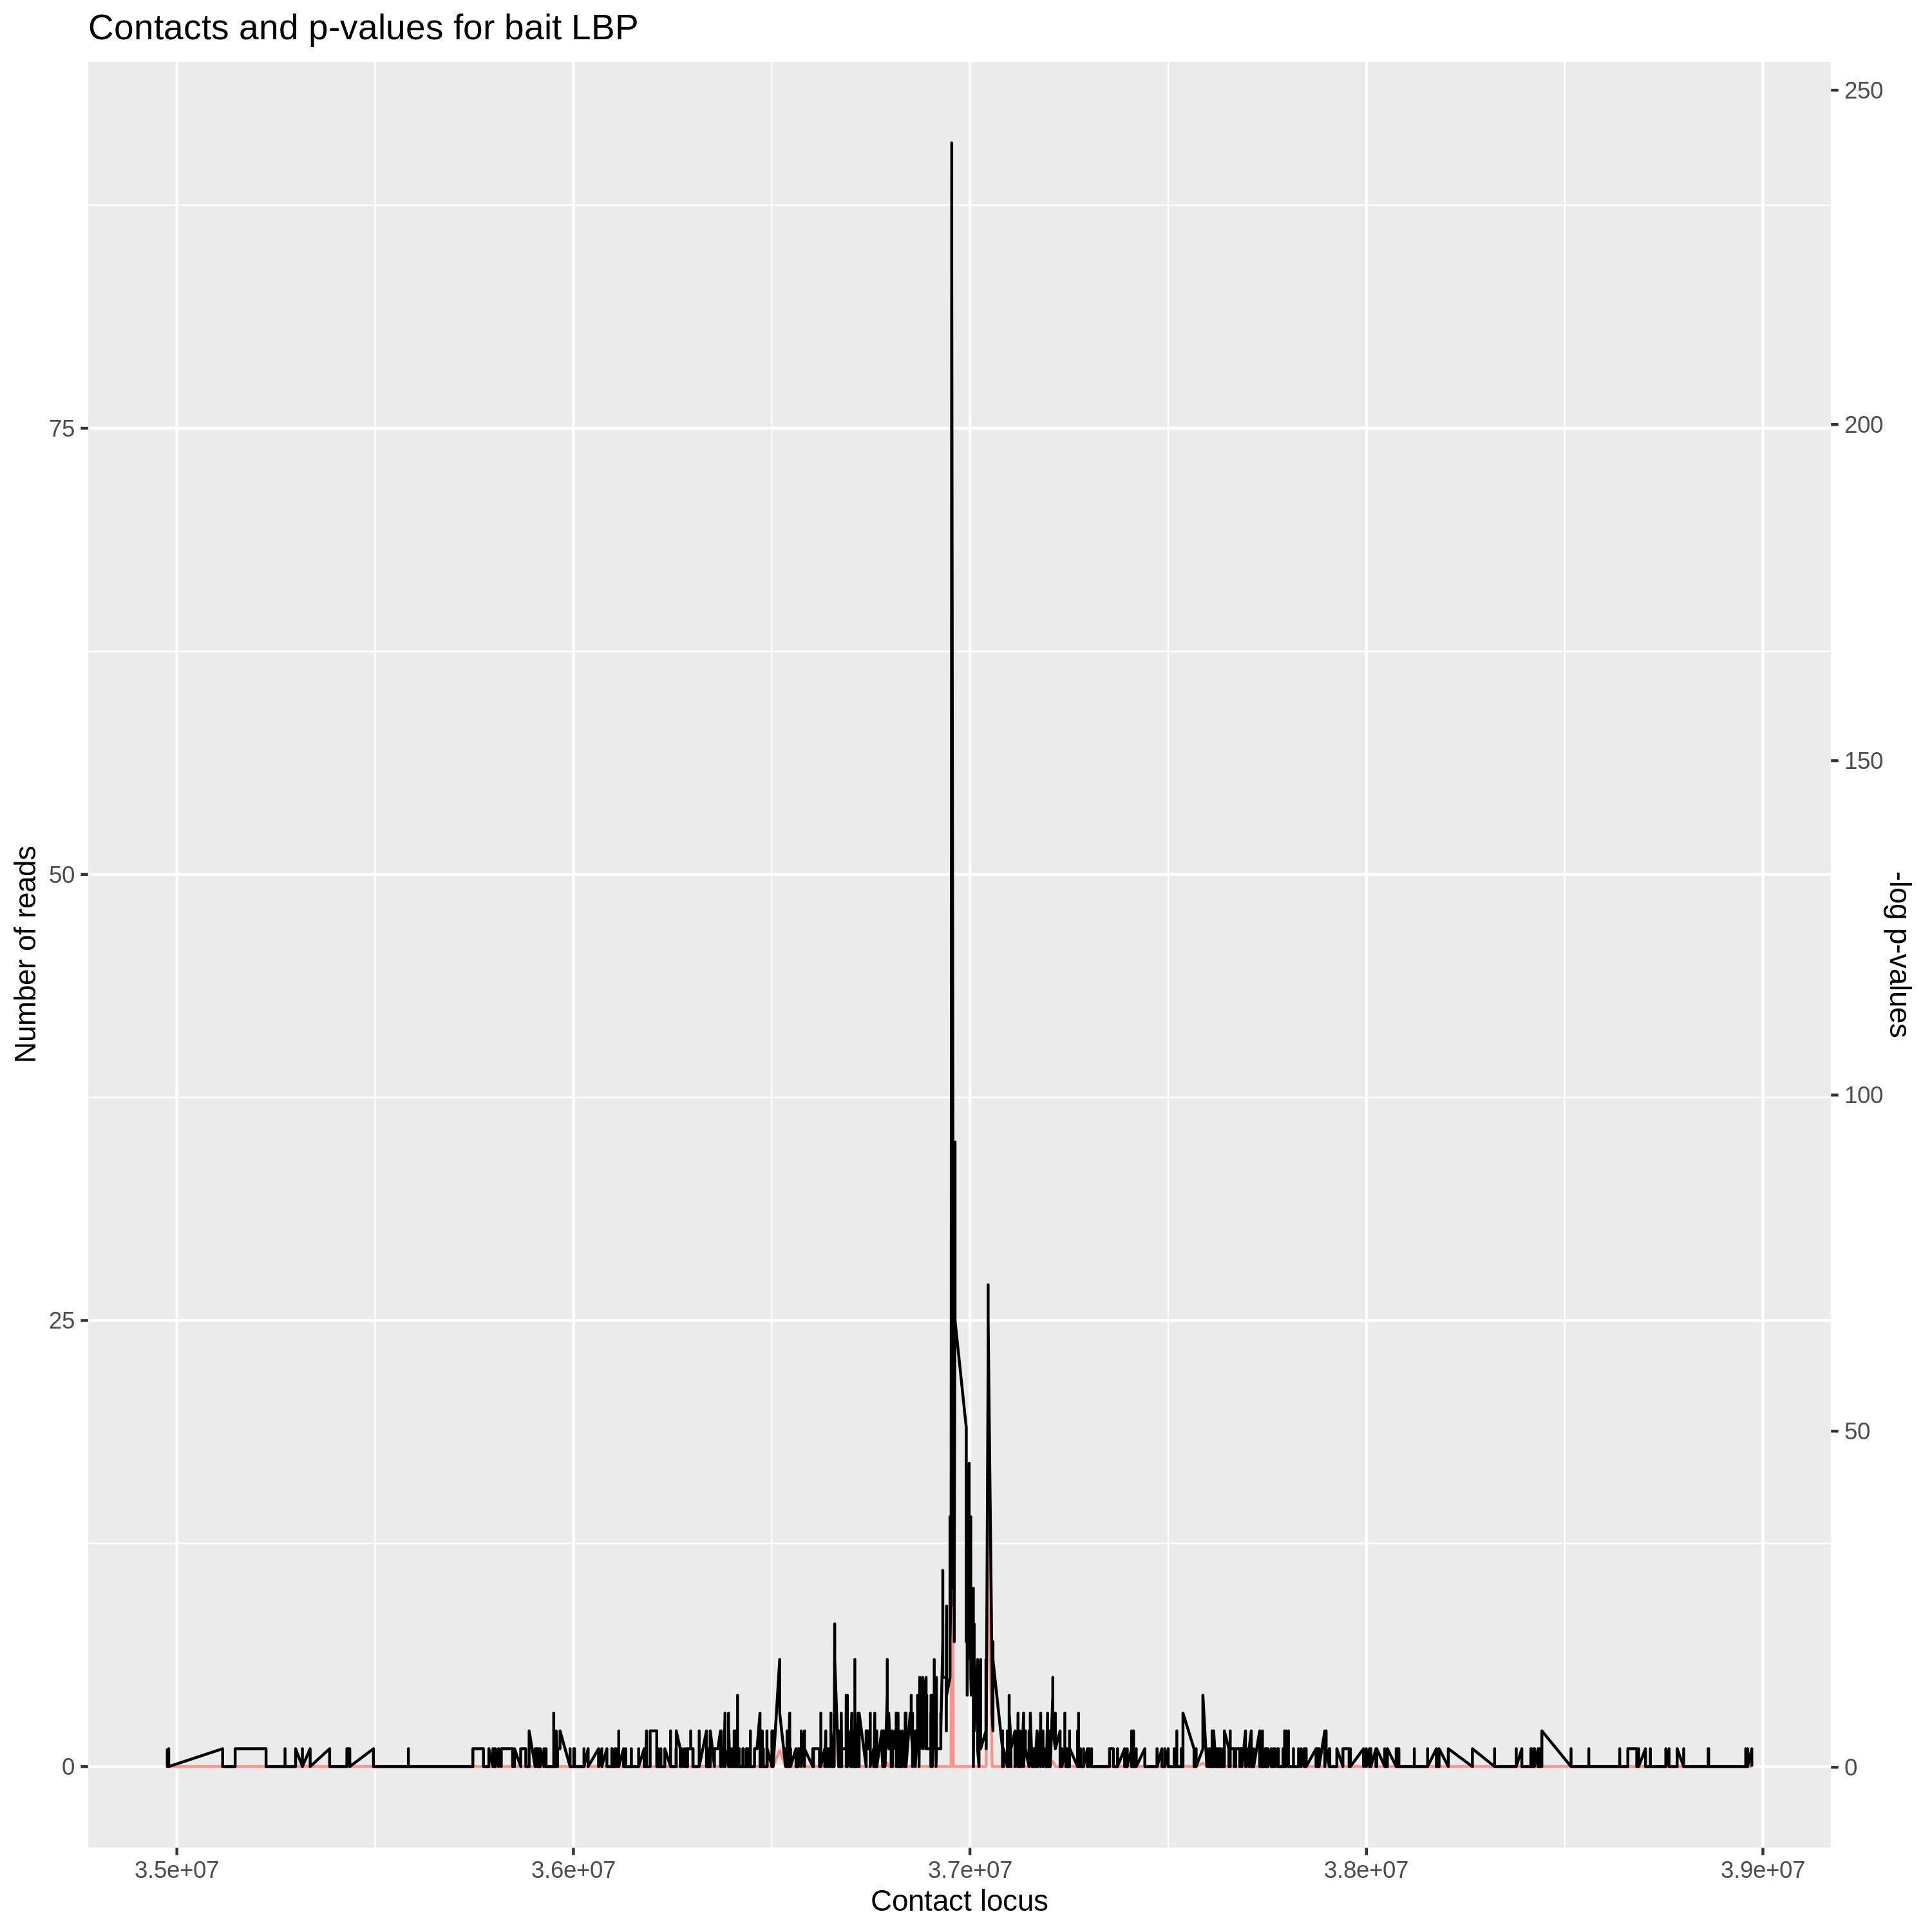 Contacts and p-values for bait LBP
250
75
200
150
50
Number of reads
-log p-values
100
25
50
0
0
3.5e+07 3.6e+07 3.7e+07 3.8e+07 3.9e+07
Contact locus